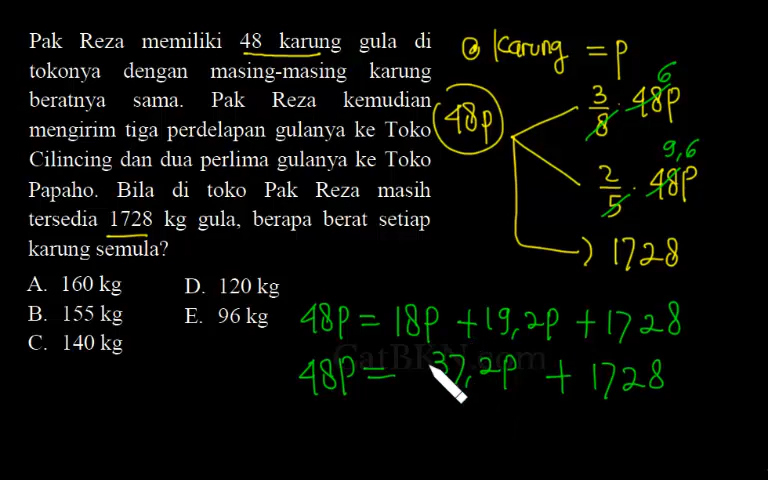 Pak Reza memiliki 48 karung gula di
tokonya dengan masing-masing karung
beratnya sama. Pak Reza kemudian
mengirim tiga perdelapan gulanya ke Toko
Cilincing dan dua perlima gulanya ke Toko
Papaho. Bila di toko Pak Reza masih
tersedia 1728 kg gula, berapa berat setiap
karung semula?
A. 160 kg
B. 155 kg
C. 140 kg
D. 120 kg
E. 96 kg
karung = p
48p
6
3/8 · 48p
9,6
2/5 · 48p
1728
48p = 18p + 19,2p + 1728
48p = 37,2p + 1728